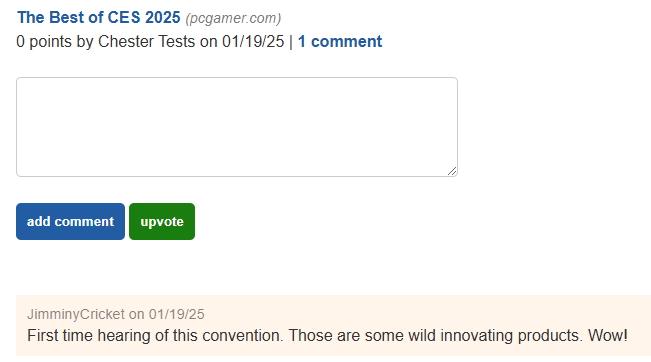 The Best of CES 2025 (pcgamer.com)
0 points by Chester Tests on 01/19/25 | 1 comment
add comment upvote
JimminyCricket on 01/19/25
First time hearing of this convention. Those are some wild innovating products. Wow!